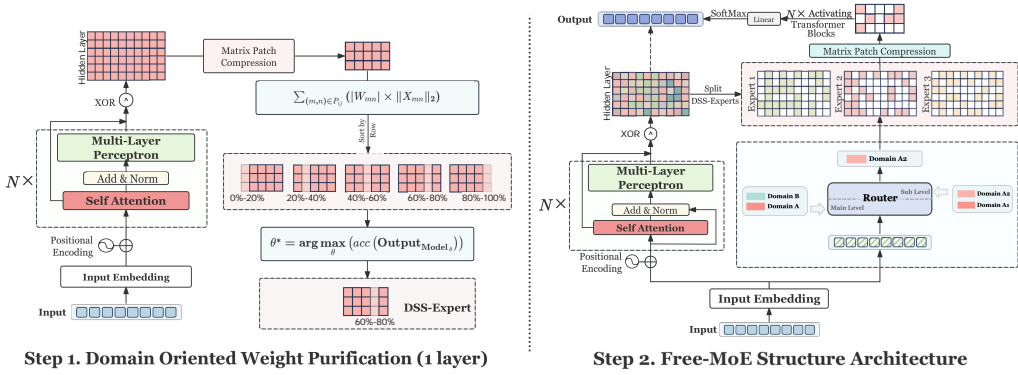 Hidden Layer
Matrix Patch
Compression
XOR
^
∑(m,n)∈Pij (|Wmn| × ‖Xmn‖2)
Sort by
Row
N×
Multi-Layer
Perceptron
Add & Norm
Self Attention
0%-20%
20%-40%
40%-60%
60%-80%
80%-100%
Positional
Encoding
θ* = arg max θ (acc (OutputModelθ))
Input Embedding
DSS-Expert
60%-80%
Input
Step 1. Domain Oriented Weight Purification (1 layer)
Output
SoftMax
Linear
N× Activating
Transformer
Blocks
Matrix Patch Compression
Hidden Layer
Split
DSS-Experts
Expert 1
Expert 2
Expert 3
XOR
^
N×
Multi-Layer
Perceptron
Add & Norm
Self Attention
Domain A2
Domain B
Domain A
Main Level
Router
Sub Level
Domain A2
Domain A1
Positional
Encoding
Input Embedding
Input
Step 2. Free-MoE Structure Architecture